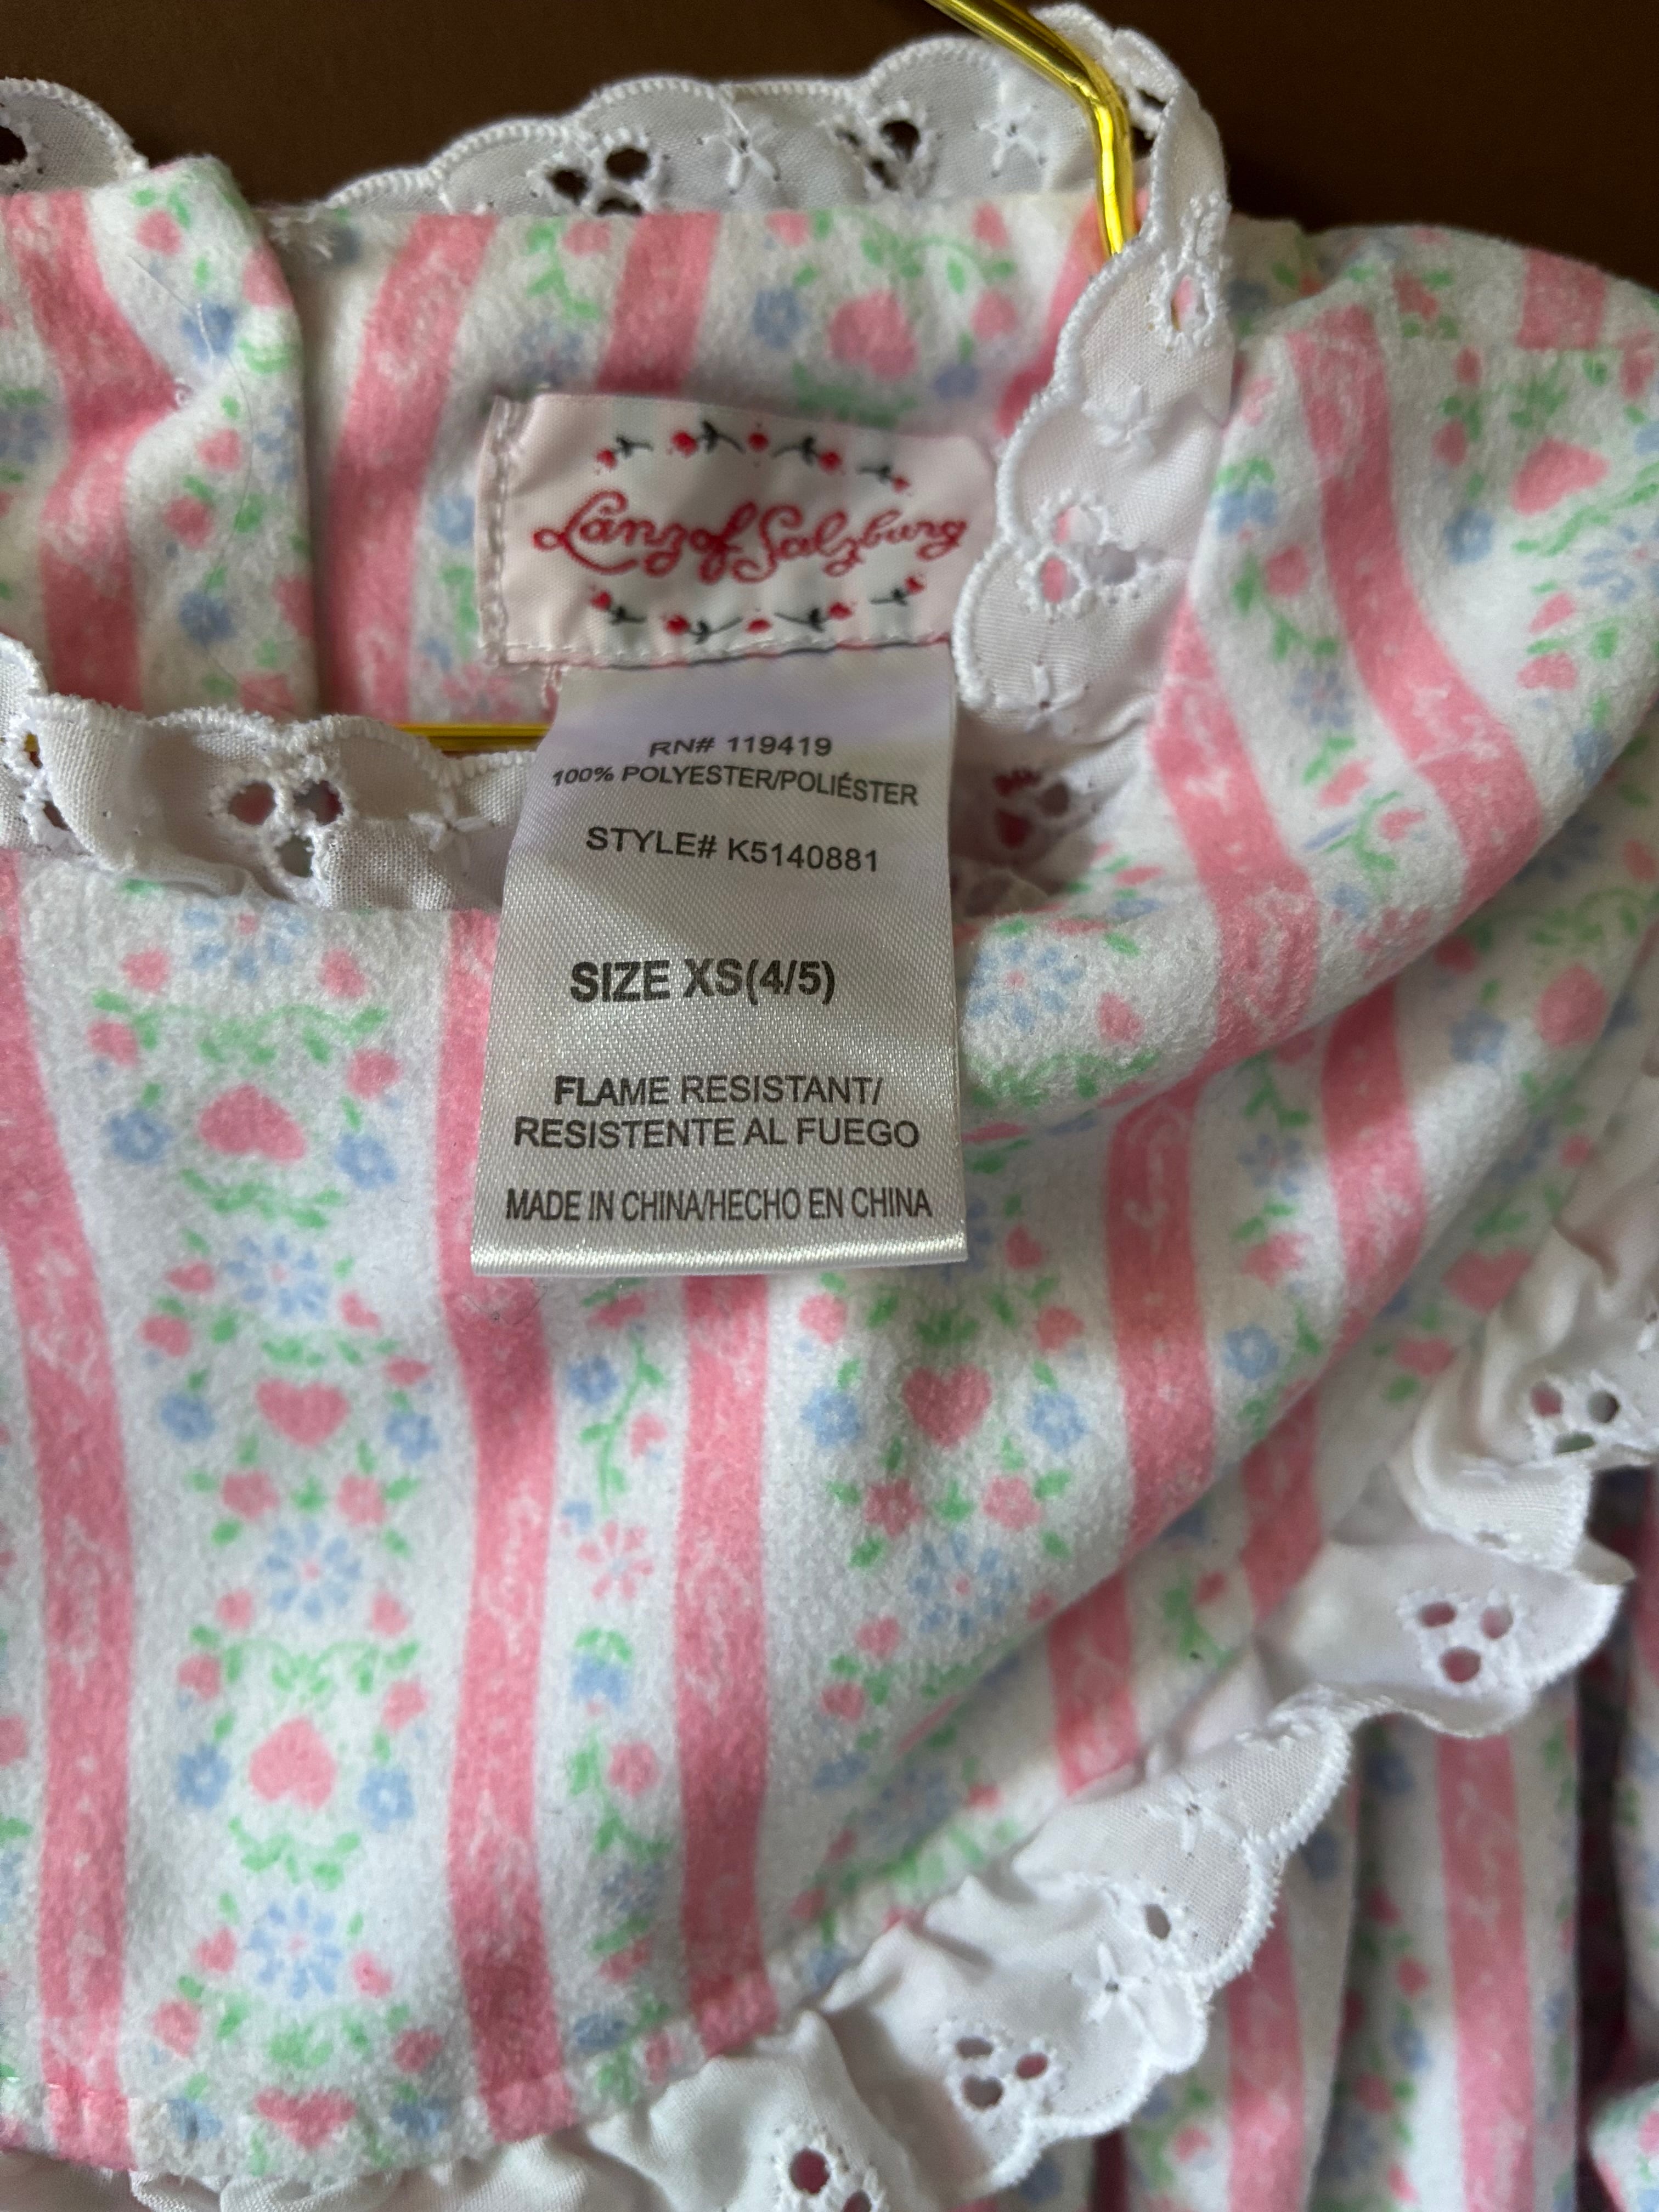 Lanz of Salzburg
RN# 119419
100% POLYESTER/POLIÉSTER
STYLE# K5140881
SIZE XS(4/5)
FLAME RESISTANT/
RESISTENTE AL FUEGO
MADE IN CHINA/HECHO EN CHINA